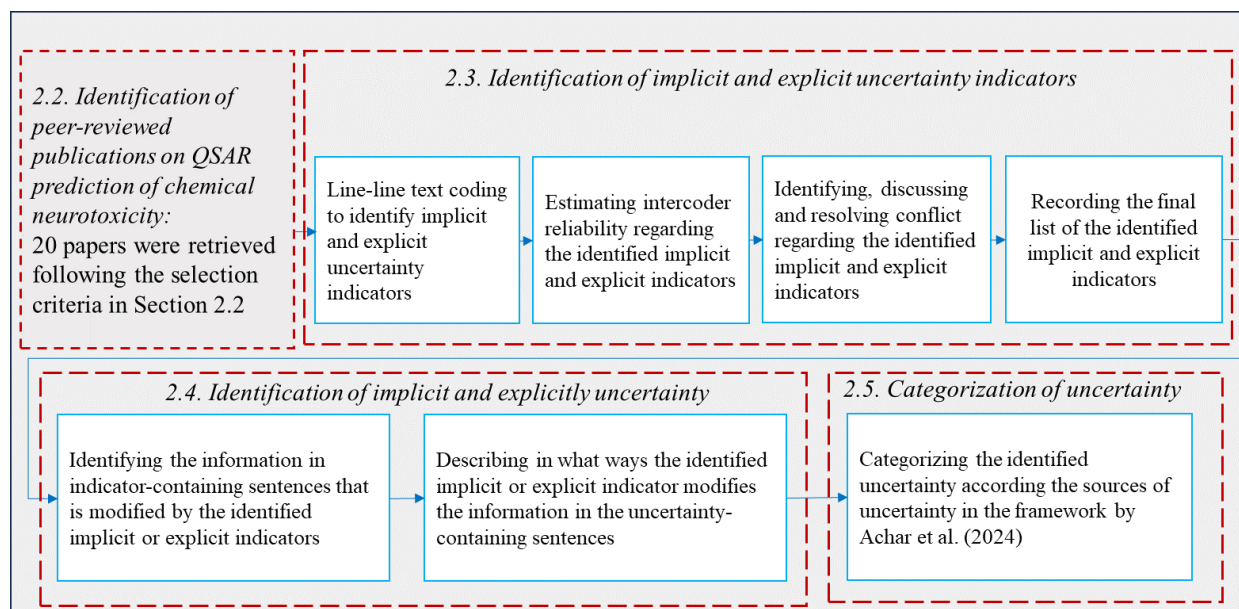 2.2. Identification of
peer-reviewed
publications on QSAR
prediction of chemical
neurotoxicity:
20 papers were retrieved
following the selection
criteria in Section 2.2
2.3. Identification of implicit and explicit uncertainty indicators
Line-line text coding
to identify implicit
and explicit
uncertainty
indicators
Estimating intercoder
reliability regarding
the identified implicit
and explicit indicators
Identifying, discussing
and resolving conflict
regarding the identified
implicit and explicit
indicators
Recording the final
list of the identified
implicit and explicit
indicators
2.4. Identification of implicit and explicitly uncertainty
Identifying the information in
indicator-containing sentences that
is modified by the identified
implicit or explicit indicators
Describing in what ways the identified
implicit or explicit indicator modifies
the information in the uncertainty-
containing sentences
2.5. Categorization of uncertainty
Categorizing the identified
uncertainty according the sources of
uncertainty in the framework by
Achar et al. (2024)